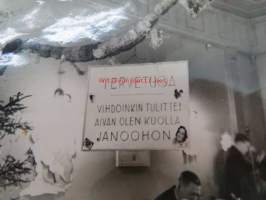 TERVETULOA
VIHDOINKIN TULITTE!
AIVAN OLEN KUOLLA
JANOOHON